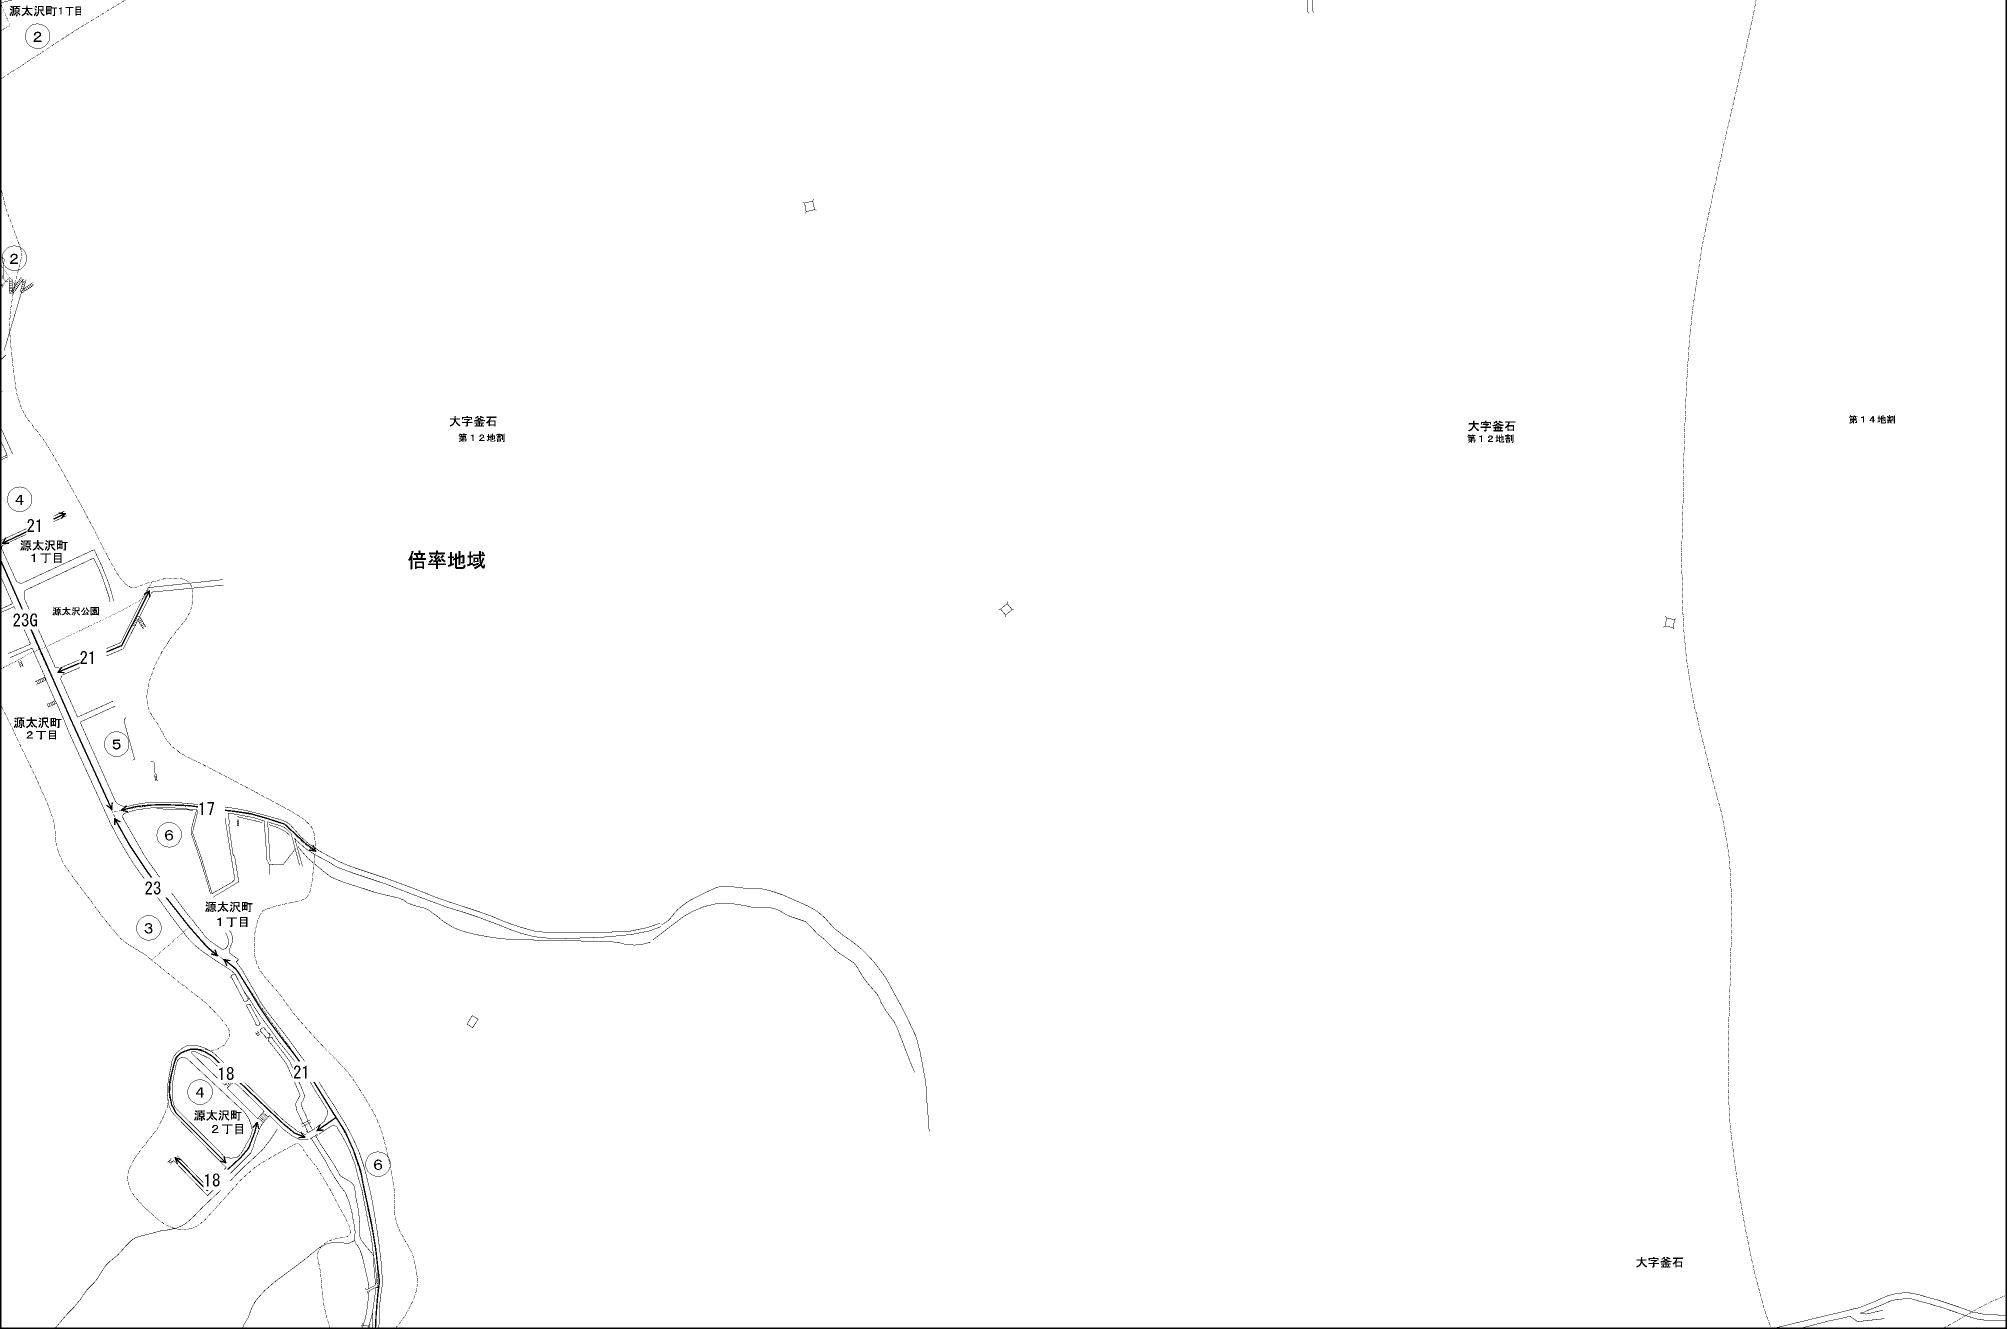 源太沢町1丁目
②
②
大字釜石
第１２地割
大字釜石
第１２地割
第１４地割
④
21
源太沢町
１丁目
倍率地域
源太沢公園
23G
21
源太沢町
２丁目
⑤
17
⑥
23
源太沢町
１丁目
③
18
21
④
源太沢町
２丁目
⑥
18
大字釜石